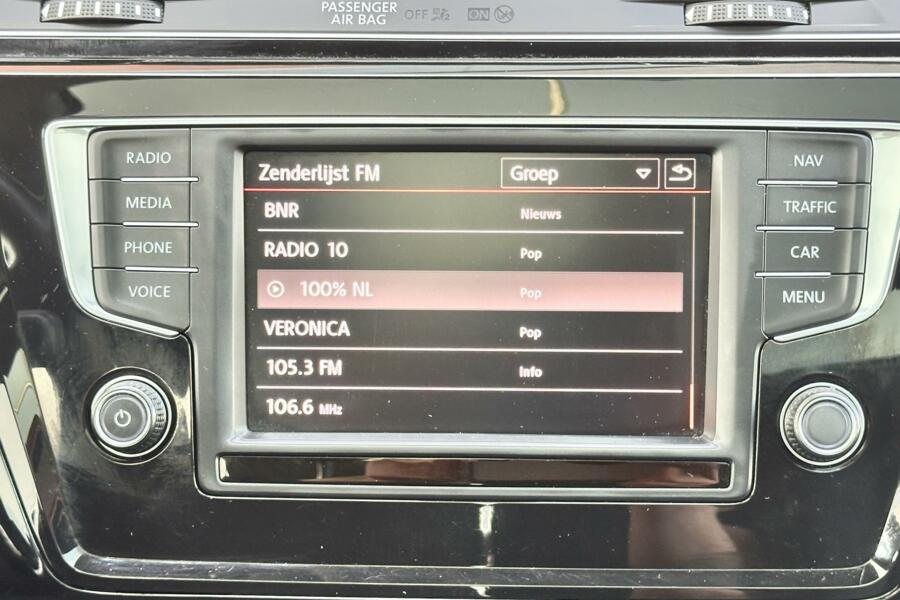 PASSENGER
AIR BAG
OFF
ON
RADIO
MEDIA
PHONE
VOICE
Zenderlijst FM
Groep
BNR Nieuws
RADIO 10 Pop
100% NL Pop
VERONICA Pop
105.3 FM Info
106.6 MHz
NAV
TRAFFIC
CAR
MENU